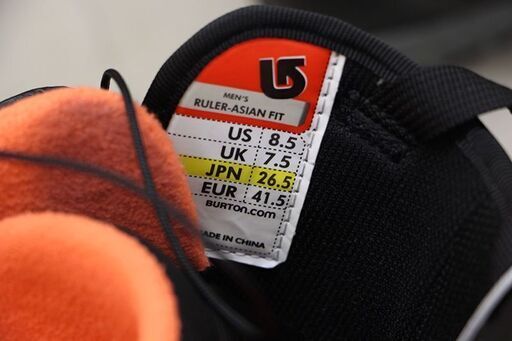 MEN'S
RULER-ASIAN FIT
US 8.5
UK 7.5
JPN 26.5
EUR 41.5
BURTON.COM
MADE IN CHINA